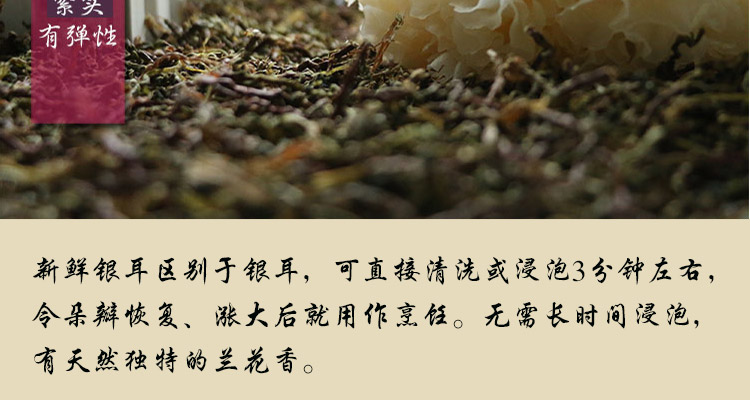 紧实
有弹性
新鲜银耳区别于银耳，可直接清洗或浸泡3分钟左右，
令朵瓣恢复、涨大后就用作烹饪。无需长时间浸泡，
有天然独特的兰花香。